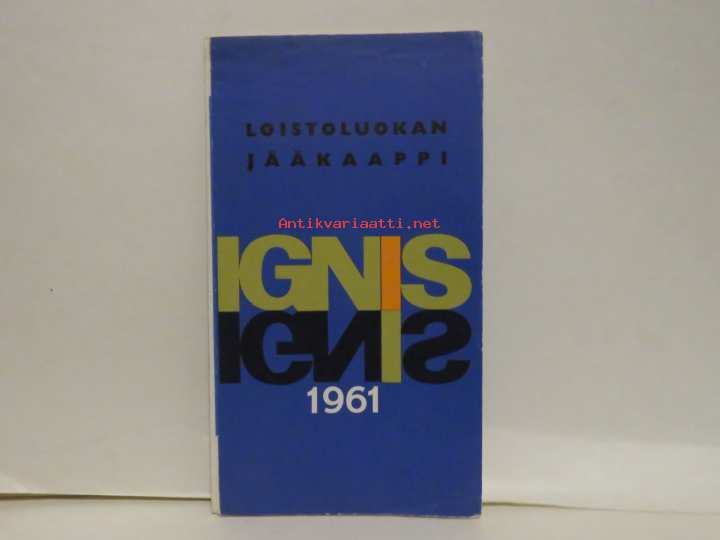 LOISTOLUOKAN
JÄÄKAAPPI
Antikvariaatti.net
IGNIS
IGNIS
1961